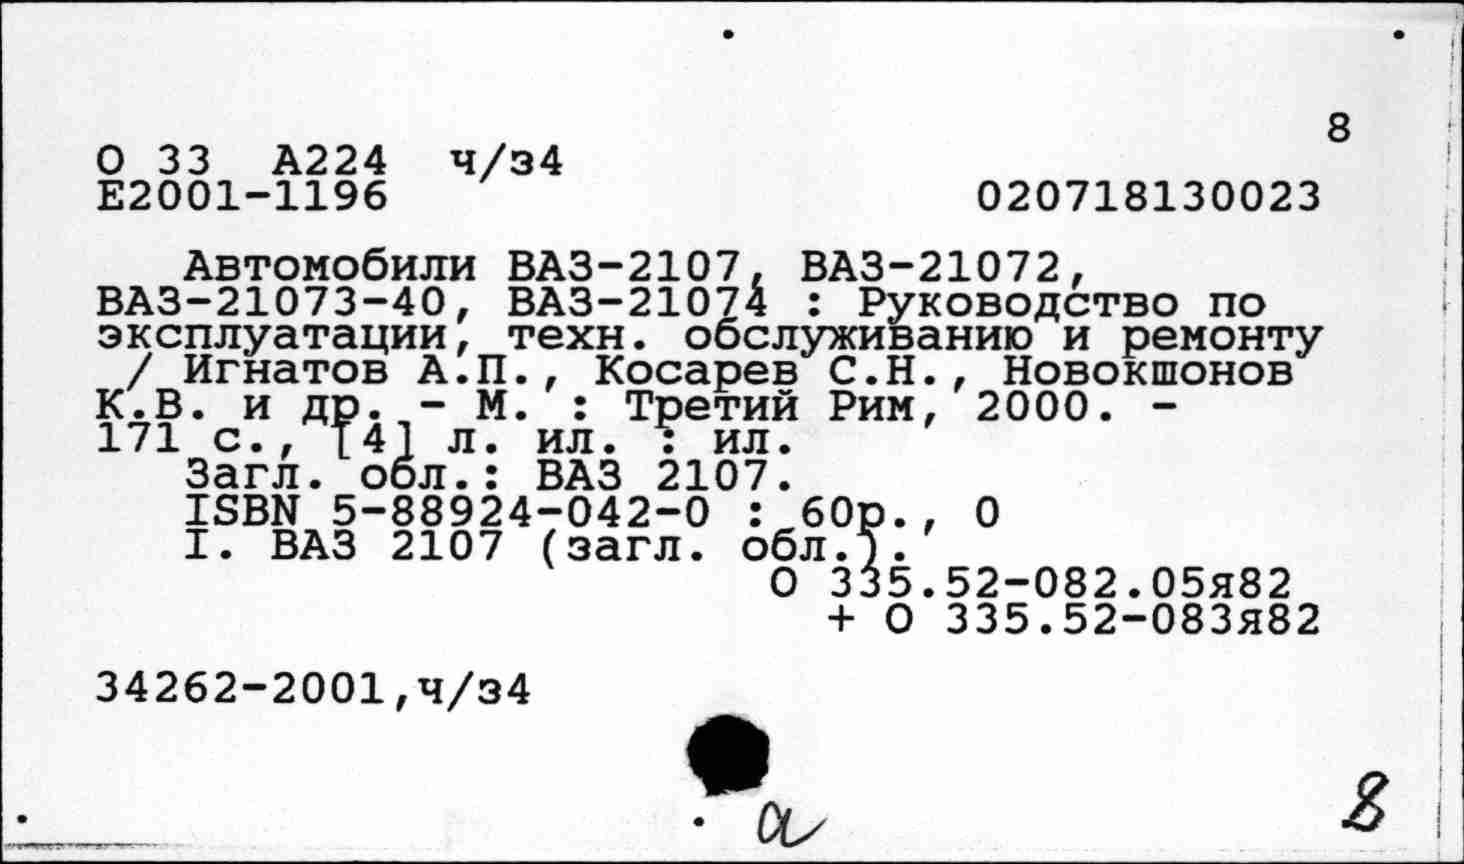 8
О 33 А224 ч/з4
Е2001-1196 020718130023
Автомобили ВАЗ-2107, ВАЗ-21072,
ВАЗ-21073-40, ВАЗ-21074 : Руководство по
эксплуатации, техн. обслуживанию и ремонту
/ Игнатов А.П., Косарев С.Н., Новокшонов
К.В. и др. - М. : Третий Рим, 2000. -
171 с., [4] л. ил. : ил.
Загл. обл.: ВАЗ 2107.
ISBN 5-88924-042-0 : 60р., 0
I. ВАЗ 2107 (загл. обл.).
О 335.52-082.05я82
+ О 335.52-083я82
34262-2001,ч/з4
а
8